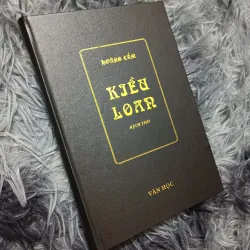 HOÀNG CẦM
KIỀU
LOAN
KỊCH THƠ
VĂN HỌC